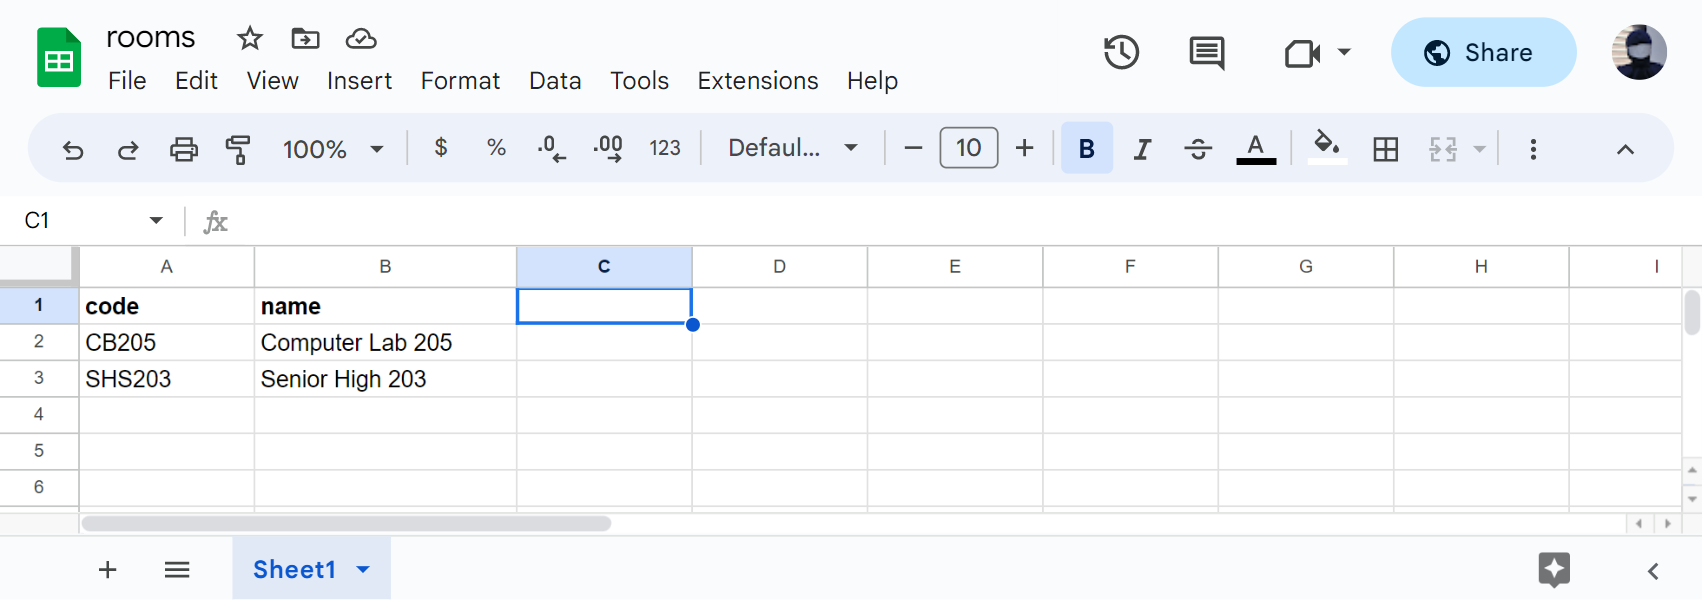 rooms
File Edit View Insert Format Data Tools Extensions Help
Share
100% $ % .0 .00 123 Defaul... 10 B I S A
C1 fx
A B C D E F G H I
1 code name
2 CB205 Computer Lab 205
3 SHS203 Senior High 203
4
5
6
Sheet1